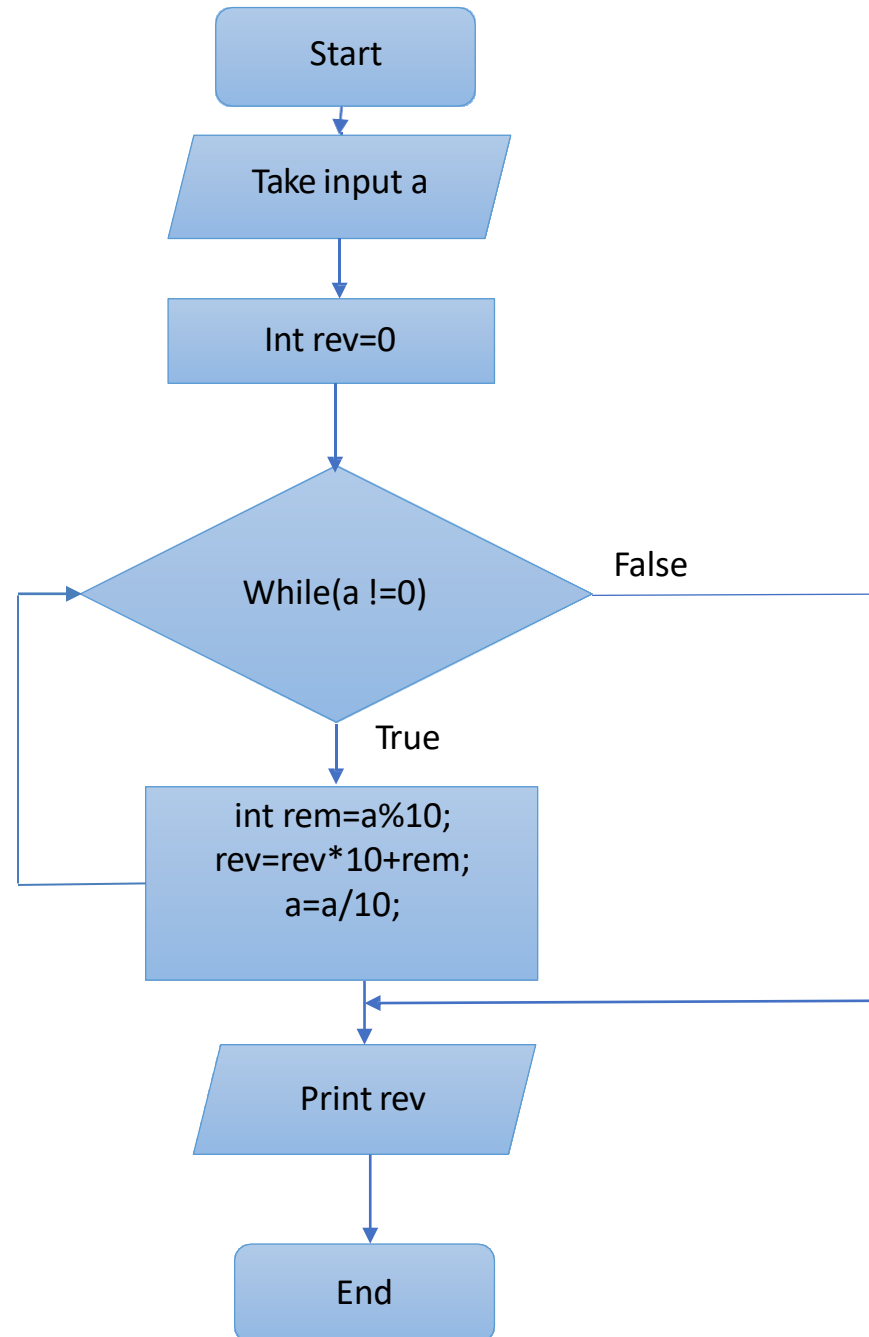 Start
Take input a
Int rev=0
While(a !=0)
False
True
int rem=a%10;
rev=rev*10+rem;
a=a/10;
Print rev
End